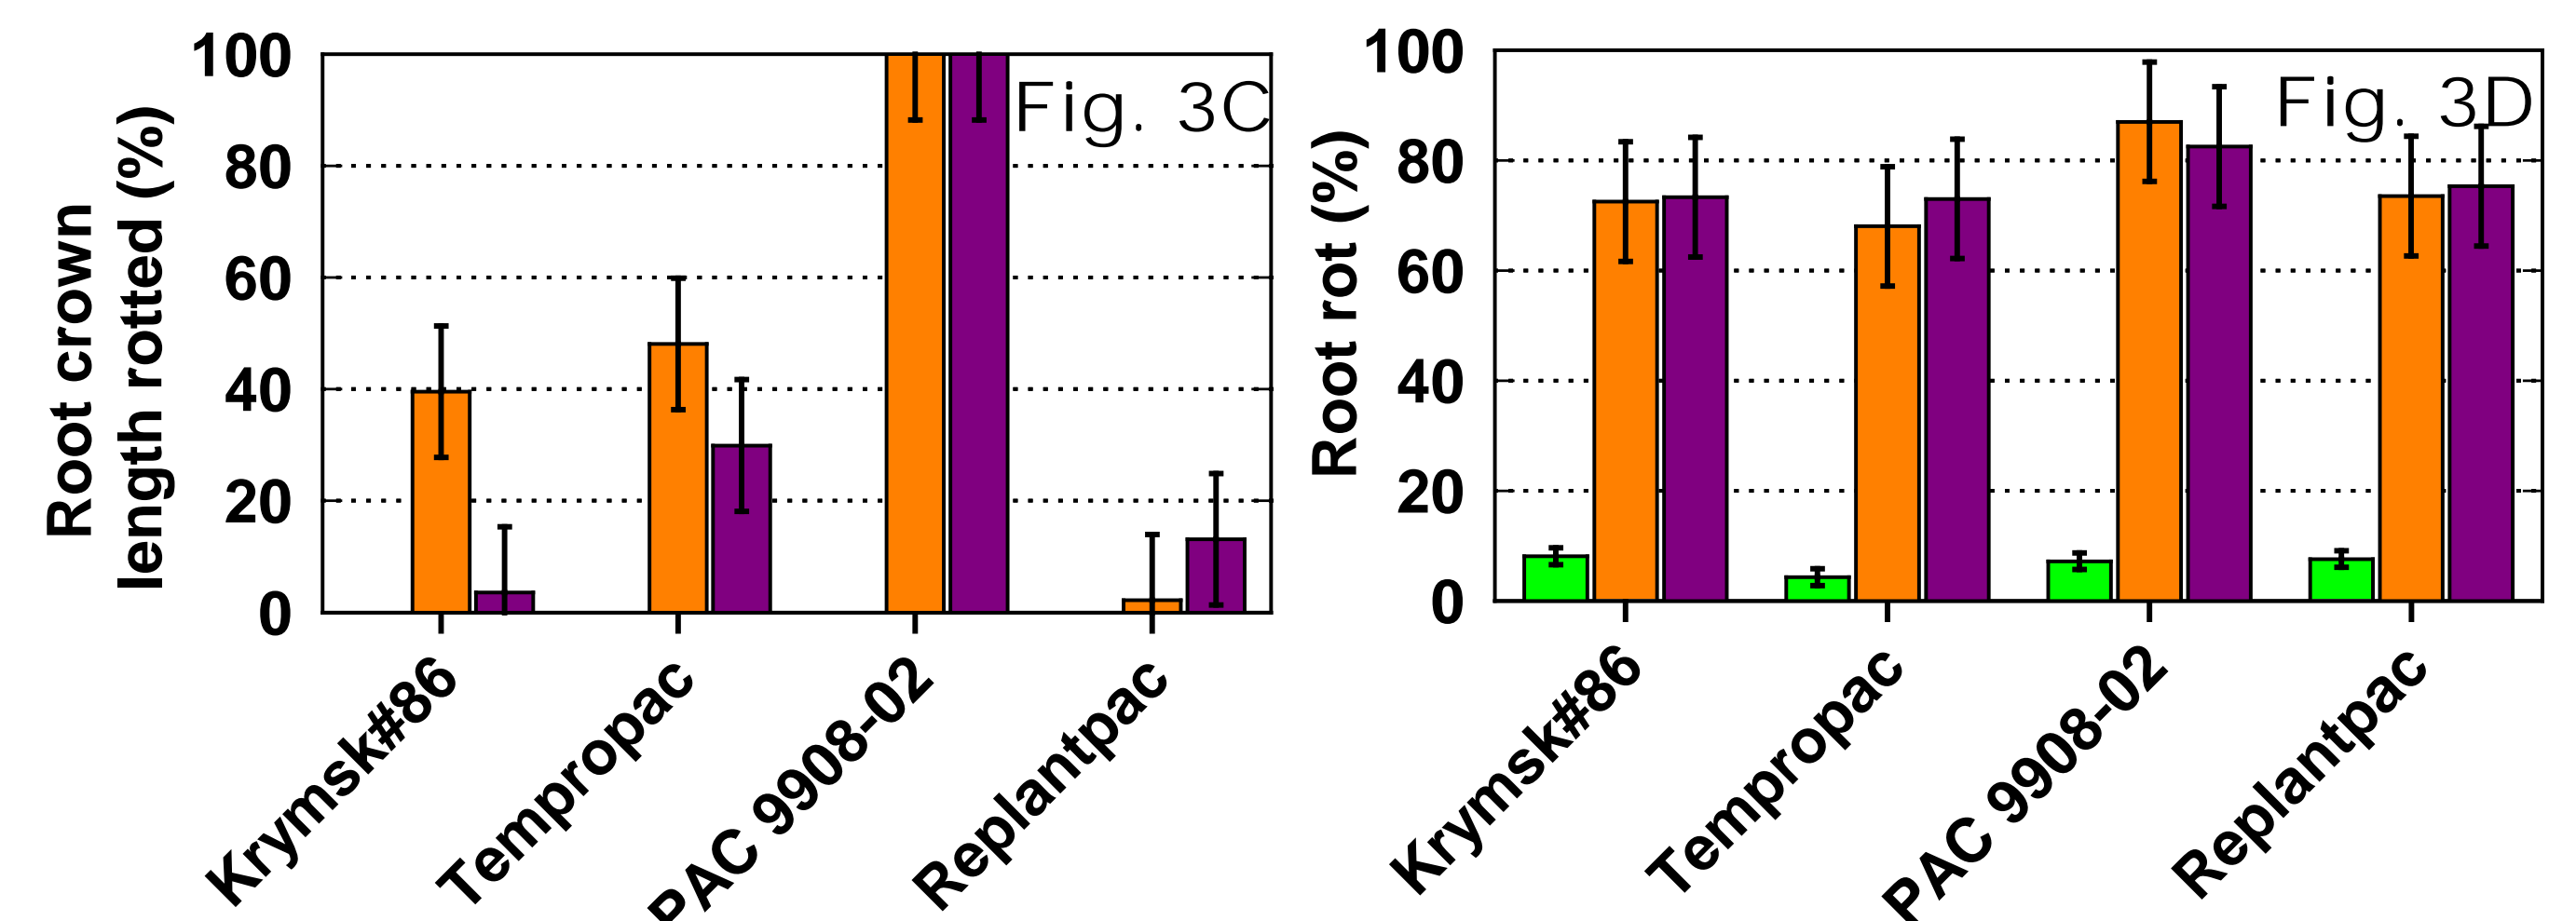 Root crown
length rotted (%)
100
80
60
40
20
0
Fig. 3C
Krymsk#86
Tempropac
PAC 9908-02
Replantpac
Root rot (%)
100
80
60
40
20
0
Fig. 3D
Krymsk#86
Tempropac
PAC 9908-02
Replantpac